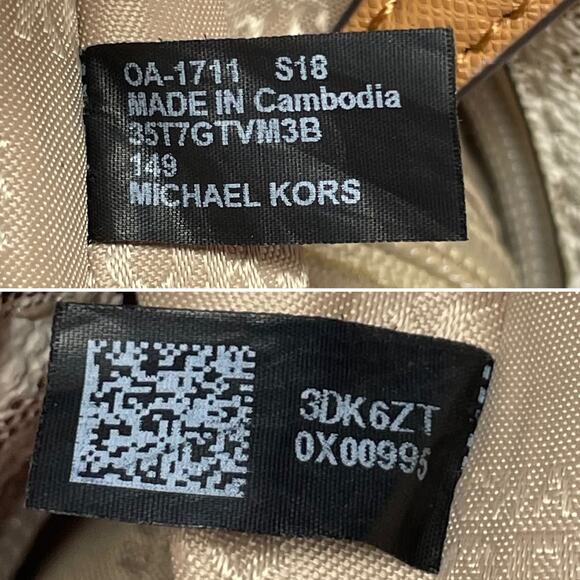 OA-1711 S18
MADE IN Cambodia
35T7GTVM3B
149
MICHAEL KORS
3DK6ZT
0X00995